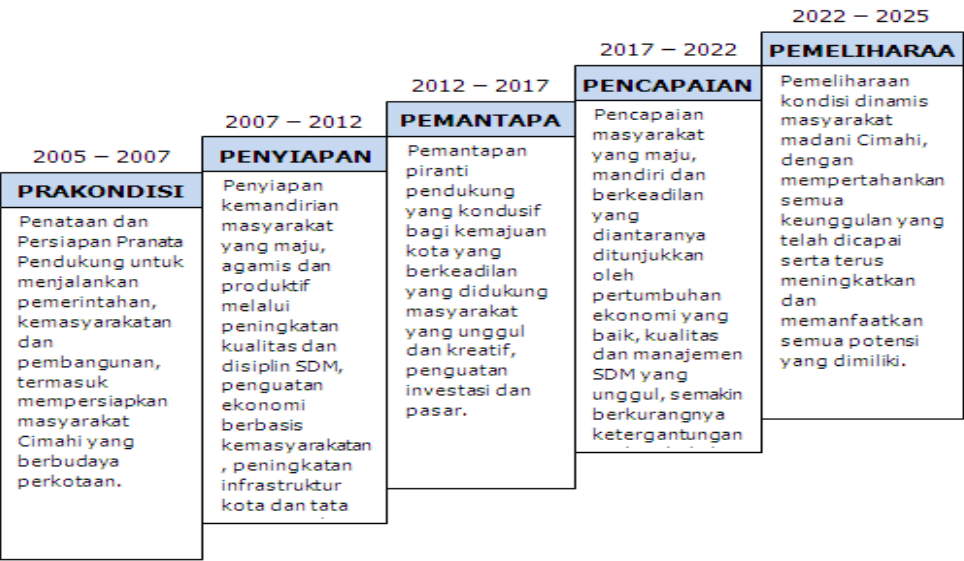 2005 – 2007
PRAKONDISI
Penataan dan
Persiapan Pranata
Pendukung untuk
menjalankan
pemerintahan,
kemasyarakatan
dan
pembangunan,
termasuk
mempersiapkan
masyarakat
Cimahi yang
berbudaya
perkotaan.
2007 – 2012
PENYIAPAN
Penyiapan
kemandirian
masyarakat
yang maju,
agamis dan
produktif
melalui
peningkatan
kualitas dan
disiplin SDM,
penguatan
ekonomi
berbasis
kemasyarakatan
, peningkatan
infrastruktur
kota dan tata
2012 – 2017
PEMANTAPA
Pemantapan
piranti
pendukung
yang kondusif
bagi kemajuan
kota yang
berkeadilan
yang didukung
masyarakat
yang unggul
dan kreatif,
penguatan
investasi dan
pasar.
2017 – 2022
PENCAPAIAN
Pencapaian
masyarakat
yang maju,
mandiri dan
berkeadilan
yang
diantaranya
ditunjukkan
oleh
pertumbuhan
ekonomi yang
baik, kualitas
dan manajemen
SDM yang
unggul, semakin
berkurangnya
ketergantungan
2022 – 2025
PEMELIHARAA
Pemeliharaan
kondisi dinamis
masyarakat
madani Cimahi,
dengan
mempertahankan
semua
keunggulan yang
telah dicapai
serta terus
meningkatkan
dan
memanfaatkan
semua potensi
yang dimiliki.